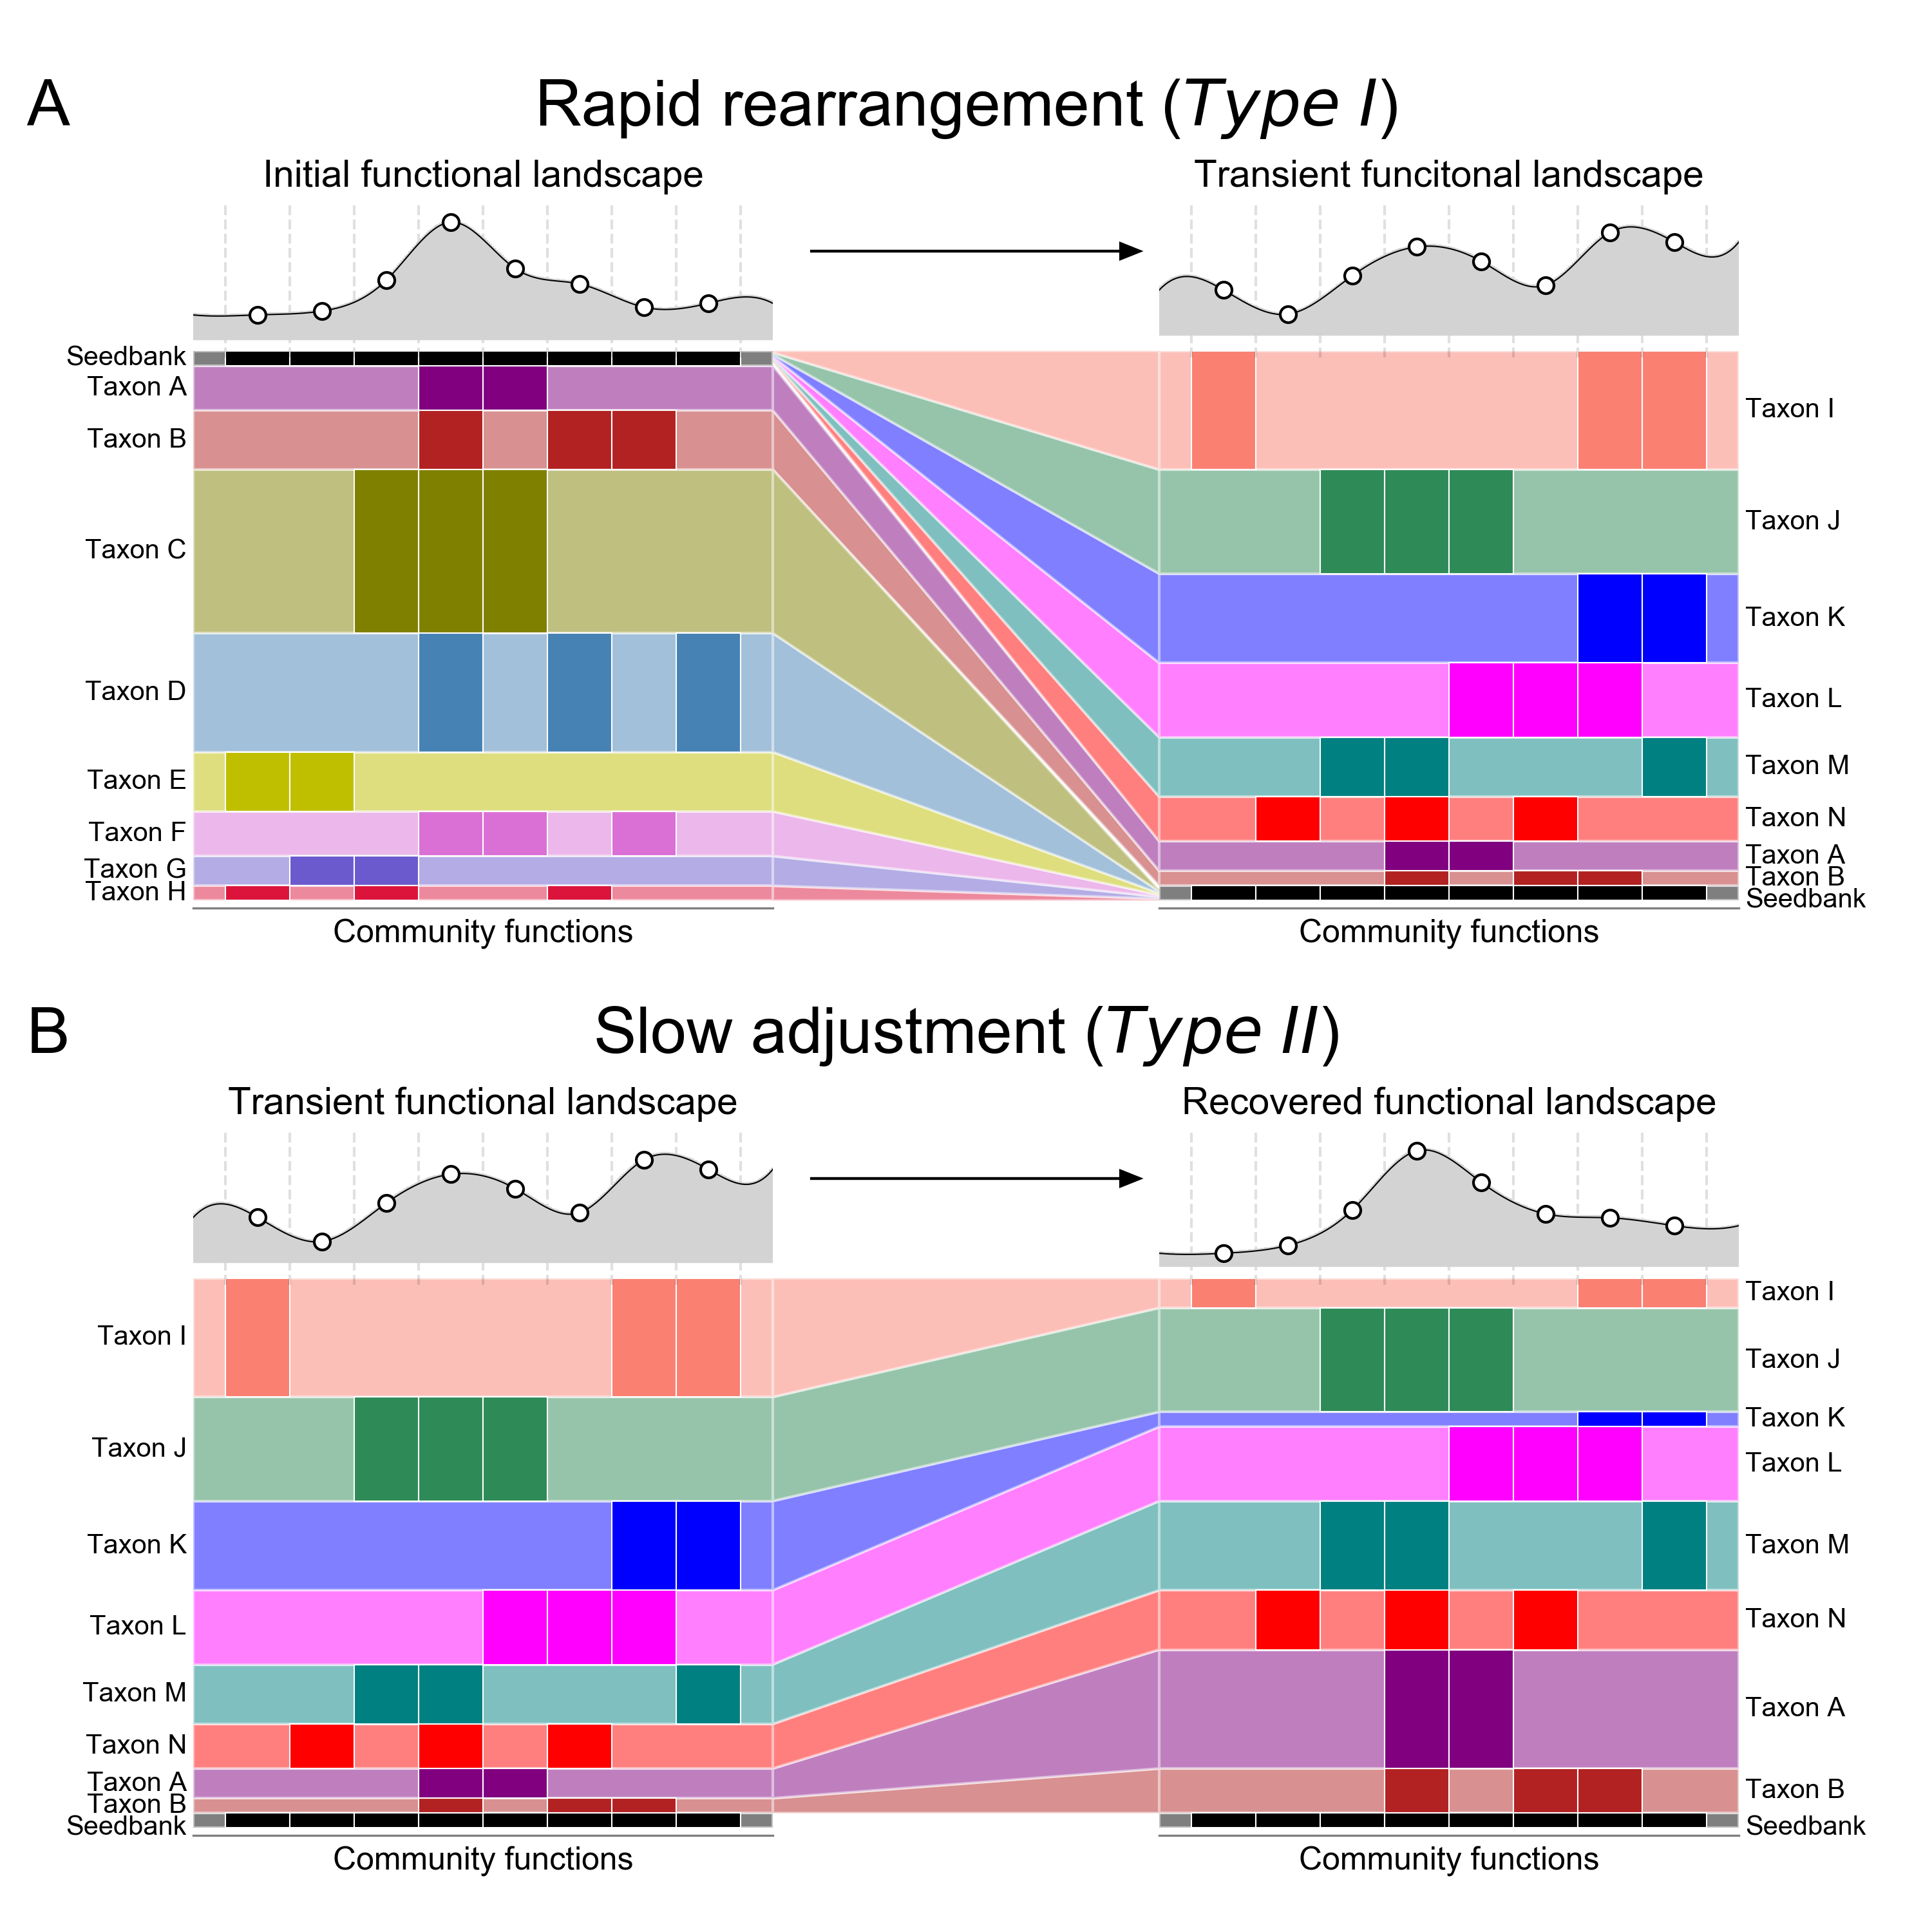 A
Rapid rearrangement (Type I)
Initial functional landscape
Transient funcitonal landscape
Seedbank
Taxon A
Taxon B
Taxon C
Taxon D
Taxon E
Taxon F
Taxon G
Taxon H
Community functions
Taxon I
Taxon J
Taxon K
Taxon L
Taxon M
Taxon N
Taxon A
Taxon B
Seedbank
Community functions
B
Slow adjustment (Type II)
Transient functional landscape
Recovered functional landscape
Taxon I
Taxon J
Taxon K
Taxon L
Taxon M
Taxon N
Taxon A
Taxon B
Seedbank
Community functions
Taxon I
Taxon J
Taxon K
Taxon L
Taxon M
Taxon N
Taxon A
Taxon B
Seedbank
Community functions